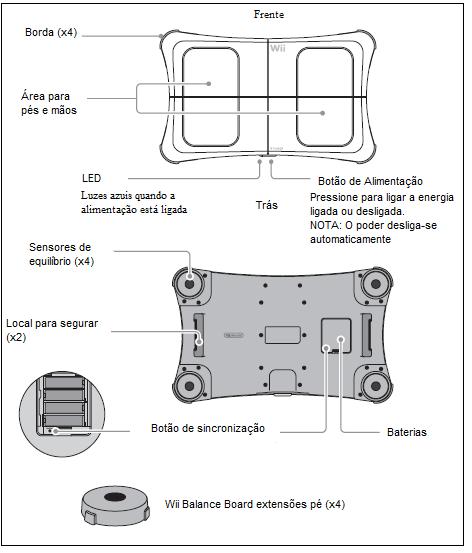 Frente
Borda (x4)
Wii
Área para
pés e mãos
LED
Luzes azuis quando a
alimentação está ligada
Botão de Alimentação
Pressione para ligar a energia
ligada ou desligada.
NOTA: O poder desliga-se
automaticamente
Trás
Sensores de
equilíbrio (x4)
Local para segurar
(x2)
Botão de sincronização
Baterias
Wii Balance Board extensões pé (x4)